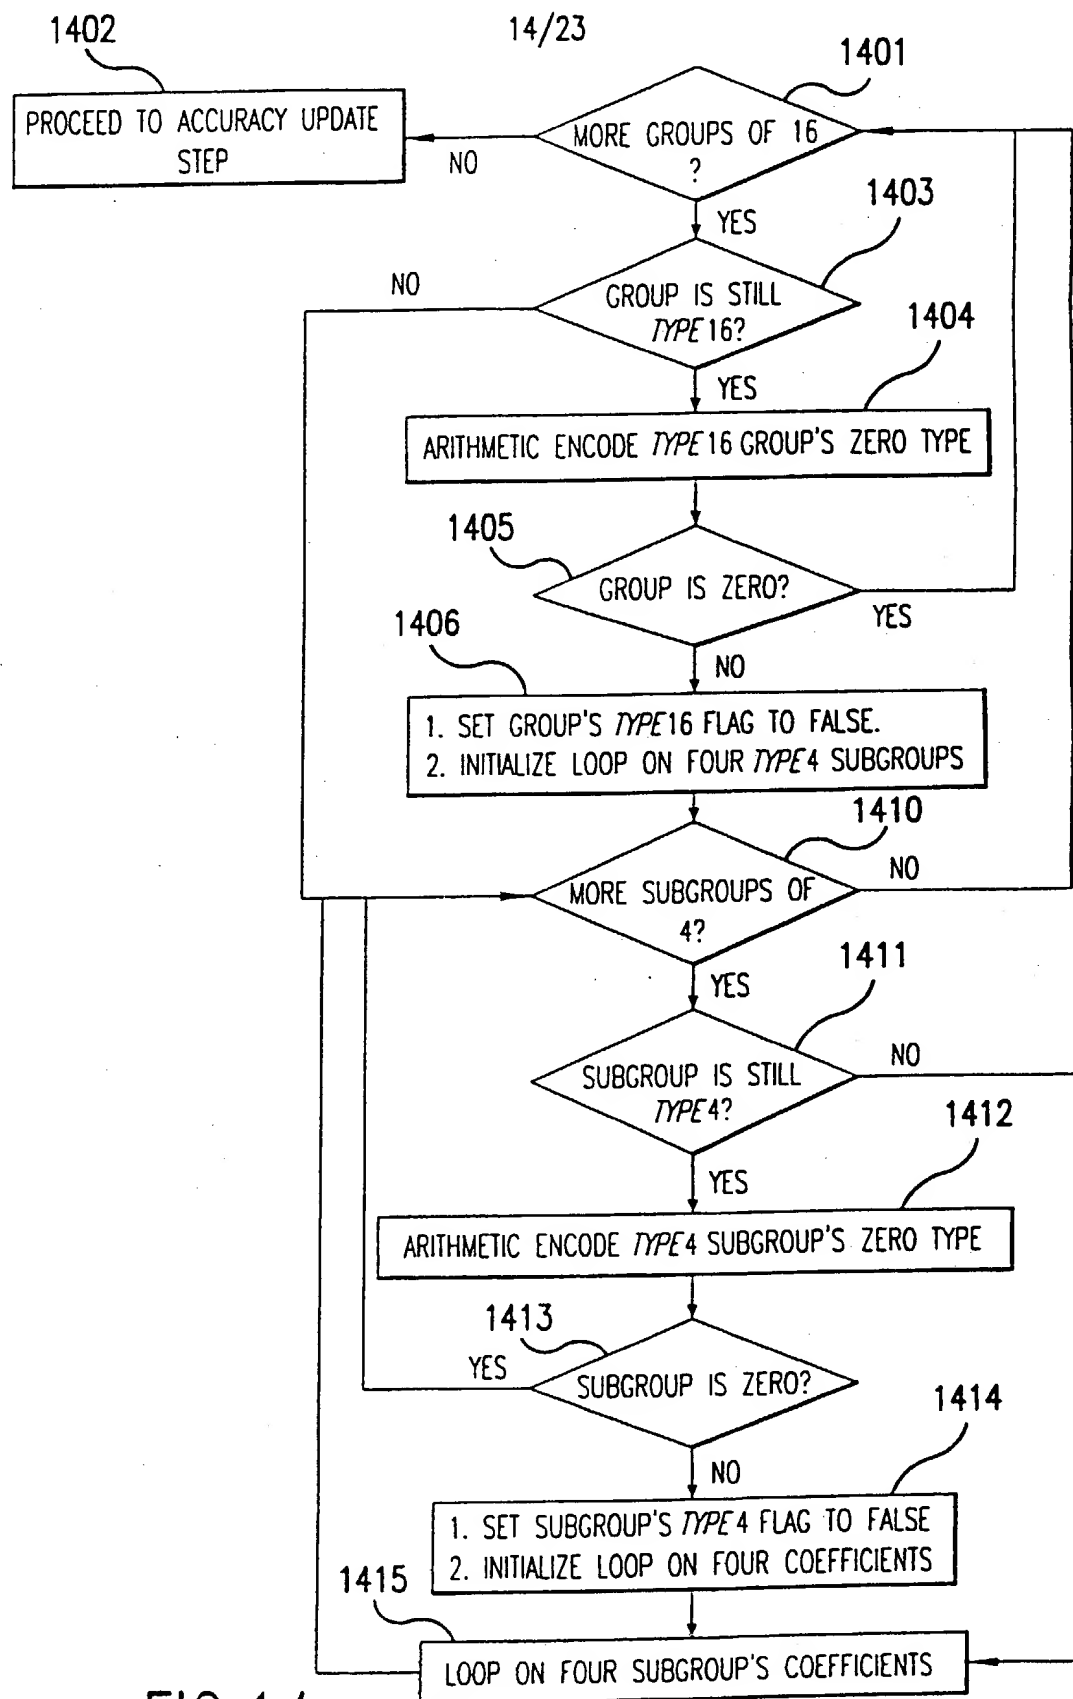 1402
14/23
1401
PROCEED TO ACCURACY UPDATE
STEP
NO
MORE GROUPS OF 16
?
YES
1403
NO
GROUP IS STILL
TYPE 16?
1404
YES
ARITHMETIC ENCODE TYPE 16 GROUP'S ZERO TYPE
1405
GROUP IS ZERO?
YES
1406
NO
1. SET GROUP'S TYPE 16 FLAG TO FALSE.
2. INITIALIZE LOOP ON FOUR TYPE 4 SUBGROUPS
1410
NO
MORE SUBGROUPS OF
4?
YES
1411
NO
SUBGROUP IS STILL
TYPE 4?
1412
YES
ARITHMETIC ENCODE TYPE 4 SUBGROUP'S ZERO TYPE
1413
YES
SUBGROUP IS ZERO?
1414
NO
1. SET SUBGROUP'S TYPE 4 FLAG TO FALSE
2. INITIALIZE LOOP ON FOUR COEFFICIENTS
1415
LOOP ON FOUR SUBGROUP'S COEFFICIENTS